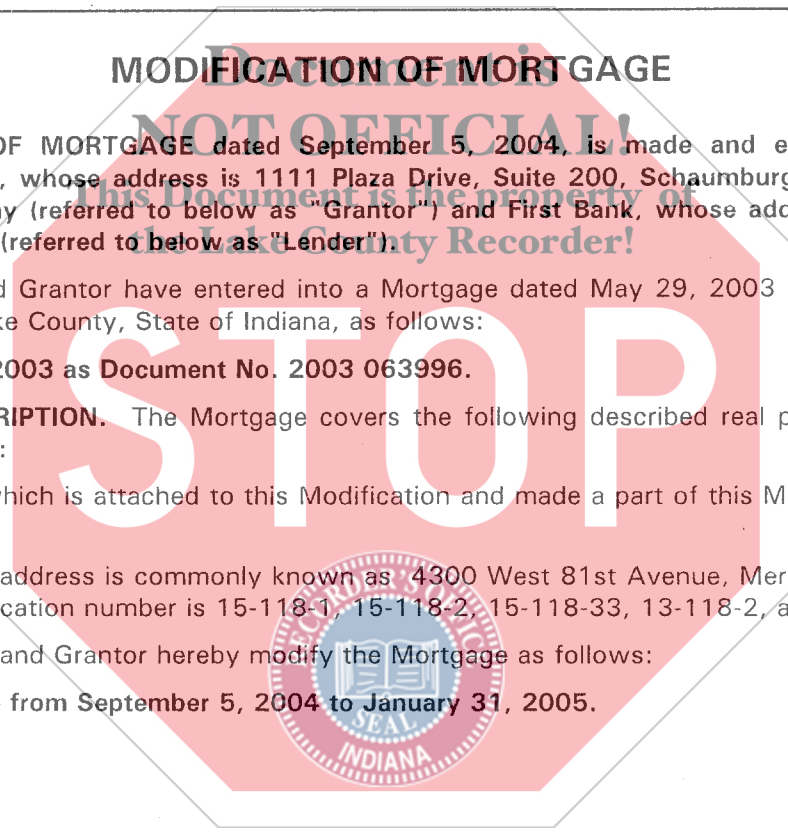 MODIFICATION OF MORTGAGE
Document is
NOT OFFICIAL!
This Document is the property of
the Lake County Recorder!
OF MORTGAGE dated September 5, 2004, is made and e
, whose address is 1111 Plaza Drive, Suite 200, Schaumburg
y (referred to below as "Grantor") and First Bank, whose add
(referred to below as "Lender").
d Grantor have entered into a Mortgage dated May 29, 2003
ke County, State of Indiana, as follows:
2003 as Document No. 2003 063996.
RIPTION. The Mortgage covers the following described real p
:
which is attached to this Modification and made a part of this M
address is commonly known as 4300 West 81st Avenue, Mer
cation number is 15-118-1, 15-118-2, 15-118-33, 13-118-2, a
and Grantor hereby modify the Mortgage as follows:
from September 5, 2004 to January 31, 2005.
STOP
RECORDER'S OFFICE
SEAL
INDIANA